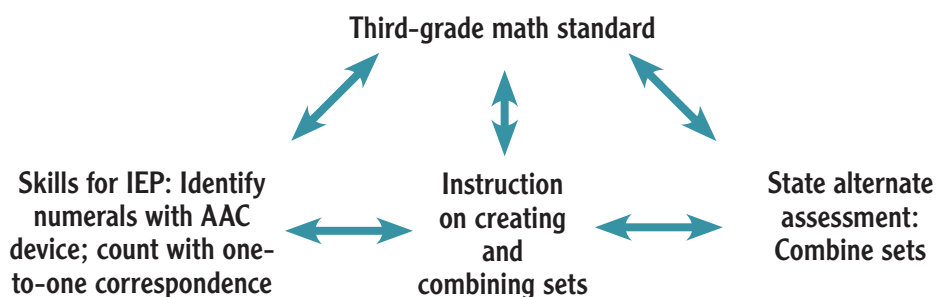 Third-grade math standard
Skills for IEP: Identify
numerals with AAC
device; count with one-
to-one correspondence
Instruction
on creating
and
combining sets
State alternate
assessment:
Combine sets